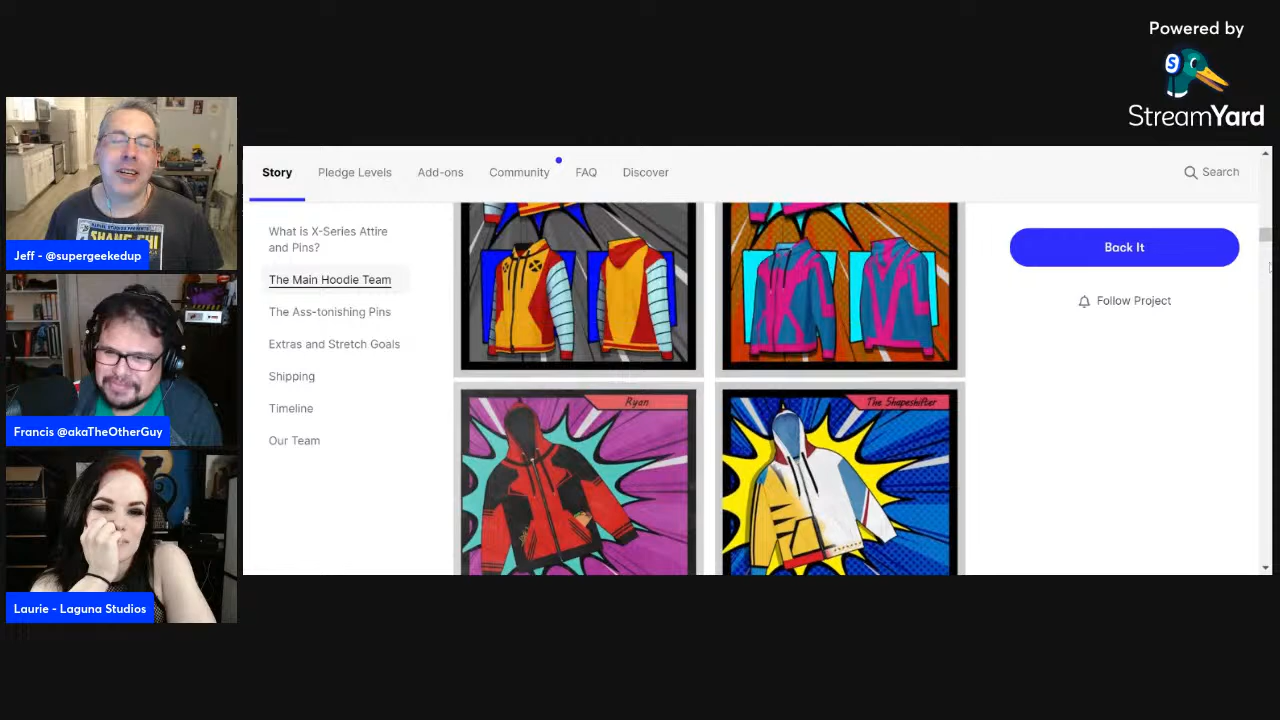 Powered by
S
StreamYard
Story
Pledge Levels
Add-ons
Community
FAQ
Discover
Search
What is X-Series Attire
and Pins?
The Main Hoodie Team
The Ass-tonishing Pins
Extras and Stretch Goals
Shipping
Timeline
Our Team
Back It
Follow Project
Ryan
The Shapeshifter
SHANG-CHI
Jeff - @supergeekedup
Francis @akaTheOtherGuy
Laurie - Laguna Studios